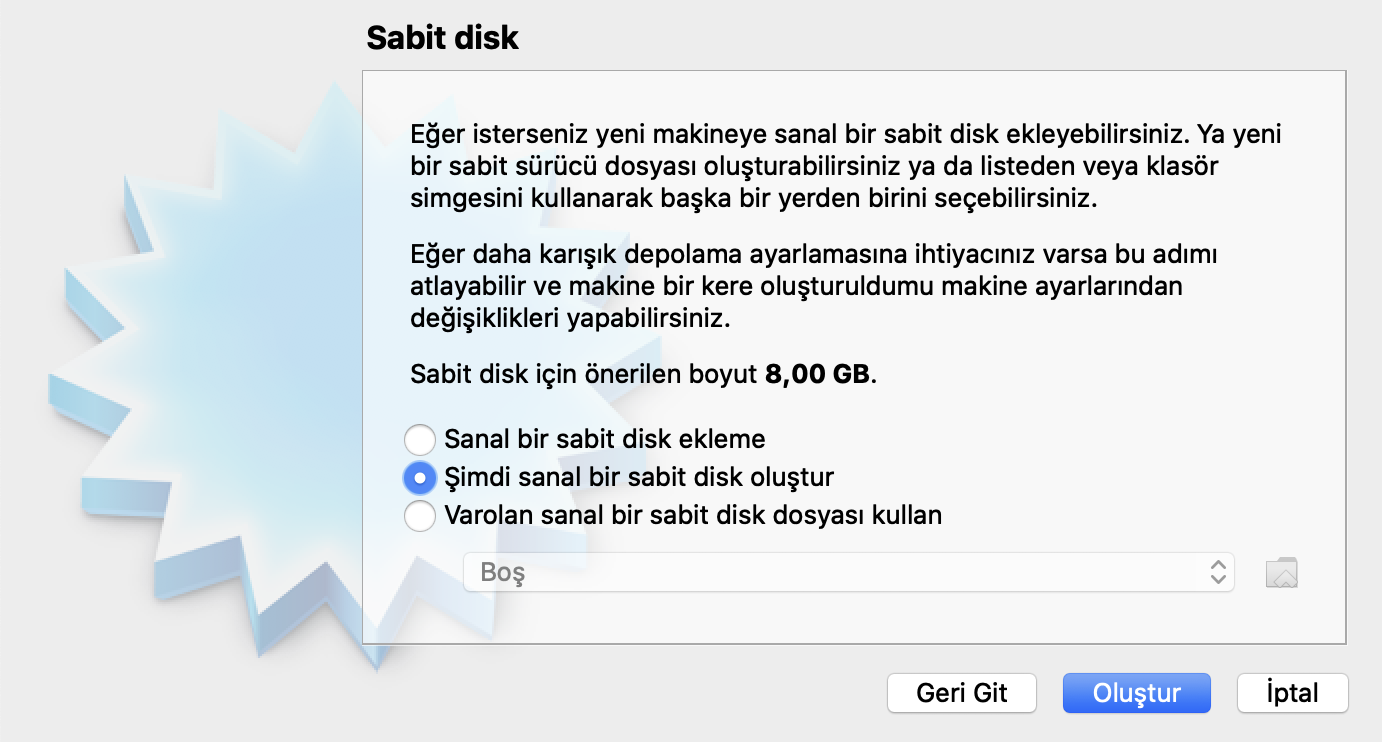 Sabit disk
Eğer isterseniz yeni makineye sanal bir sabit disk ekleyebilirsiniz. Ya yeni
bir sabit sürücü dosyası oluşturabilirsiniz ya da listeden veya klasör
simgesini kullanarak başka bir yerden birini seçebilirsiniz.
Eğer daha karışık depolama ayarlamasına ihtiyacınız varsa bu adımı
atlayabilir ve makine bir kere oluşturuldumu makine ayarlarından
değişiklikleri yapabilirsiniz.
Sabit disk için önerilen boyut 8,00 GB.
Sanal bir sabit disk ekleme
Şimdi sanal bir sabit disk oluştur
Varolan sanal bir sabit disk dosyası kullan
Boş
Geri Git
Oluştur
İptal